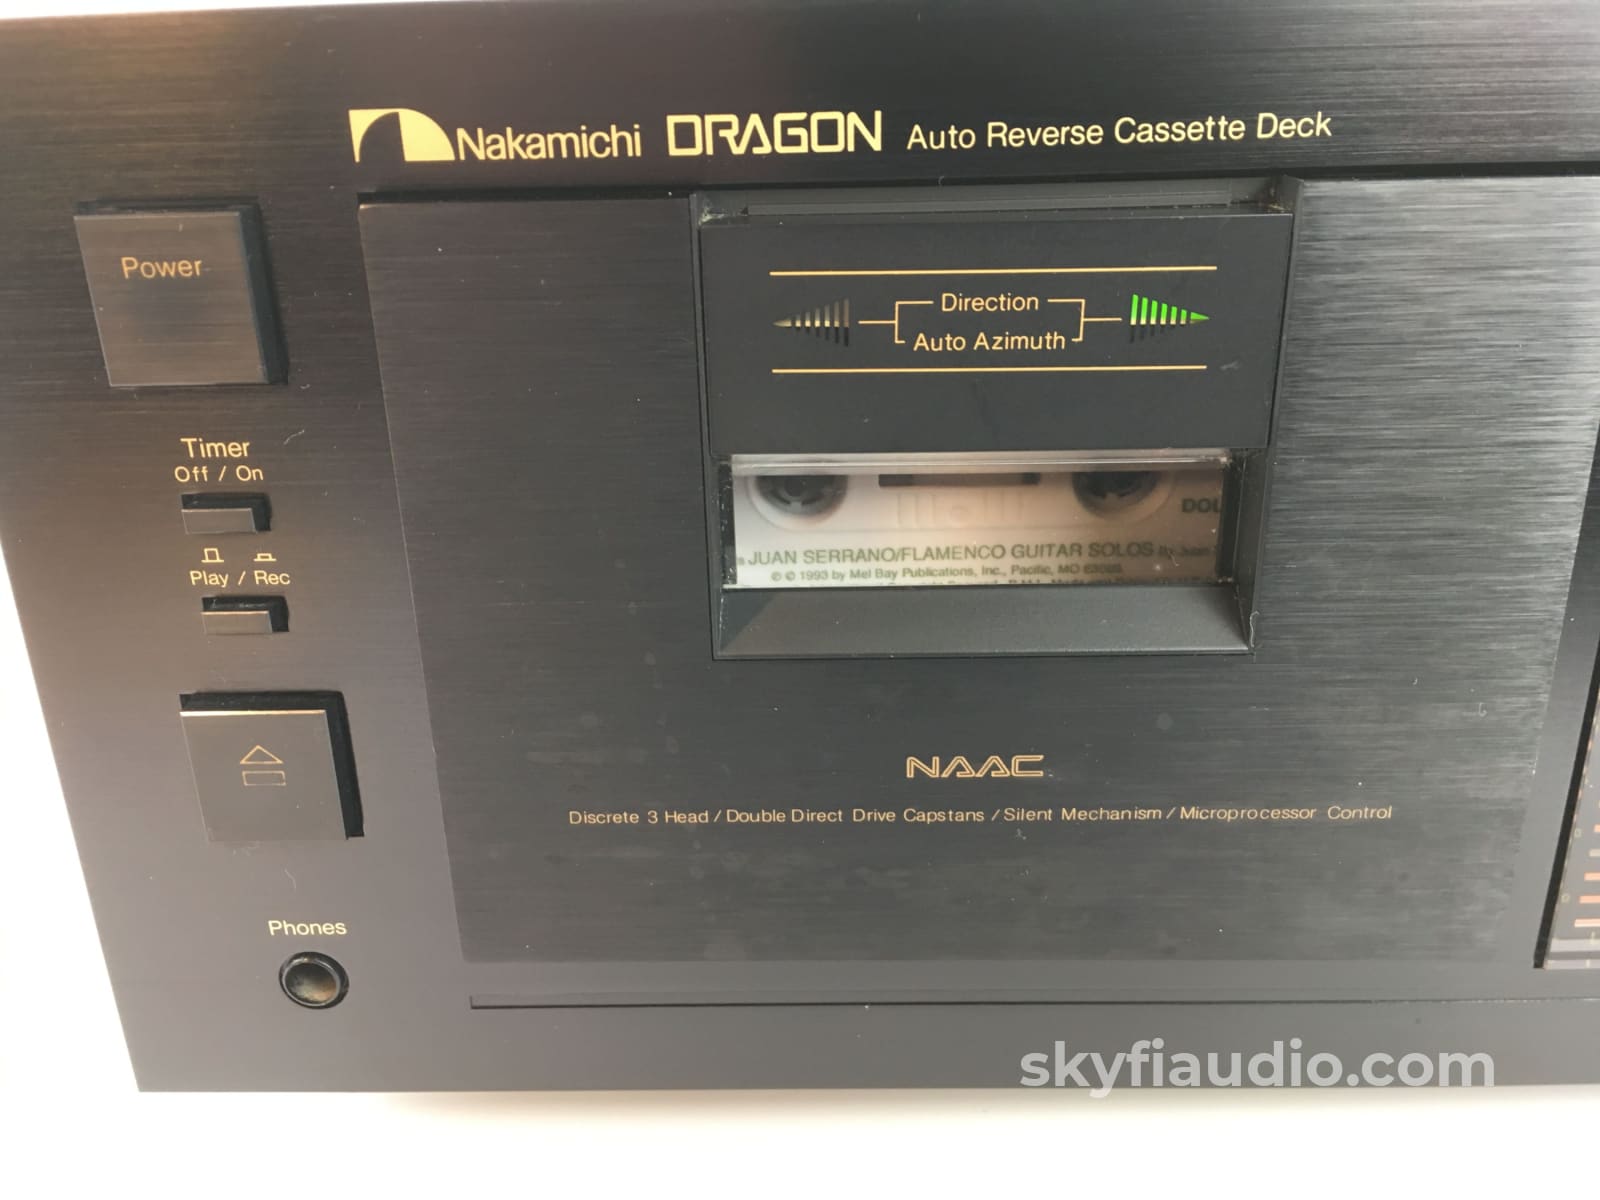 Nakamichi DRAGON Auto Reverse Cassette Deck
Power
Direction
Auto Azimuth
Timer
Off / On
Play / Rec
JUAN SERRANO/FLAMENCO GUITAR SOLOS
© ℗ 1993 by Mel Bay Publications, Inc., Pacific, MO
NAAC
Discrete 3 Head / Double Direct Drive Capstans / Silent Mechanism / Microprocessor Control
Phones
skyfiaudio.com